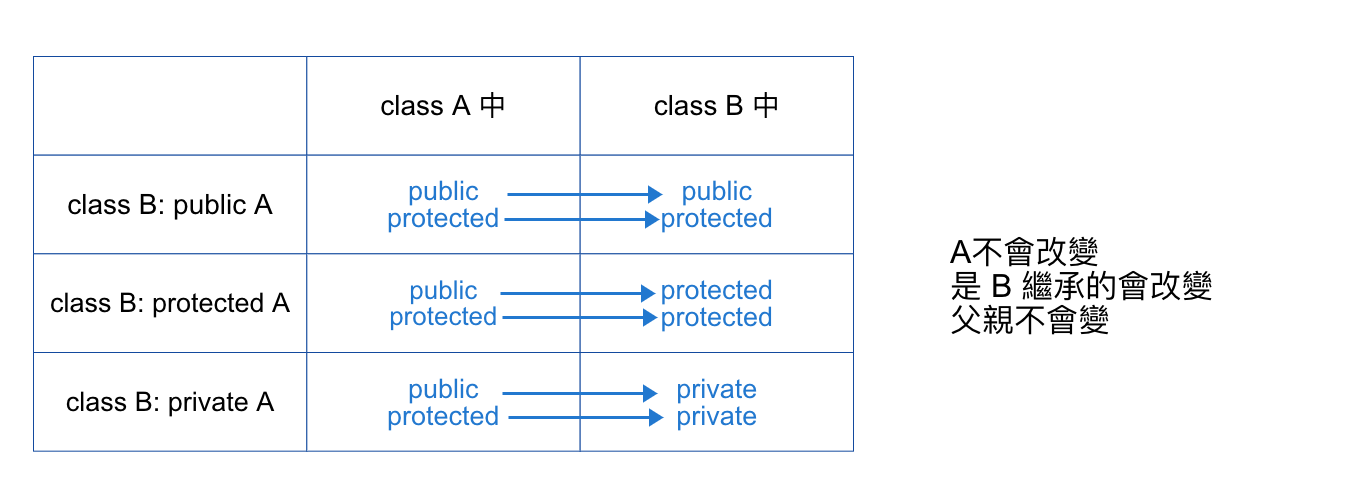 class A 中 class B 中
class B: public A
public public
protected protected
class B: protected A
public protected
protected protected
class B: private A
public private
protected private
A不會改變
是 B 繼承的會改變
父親不會變